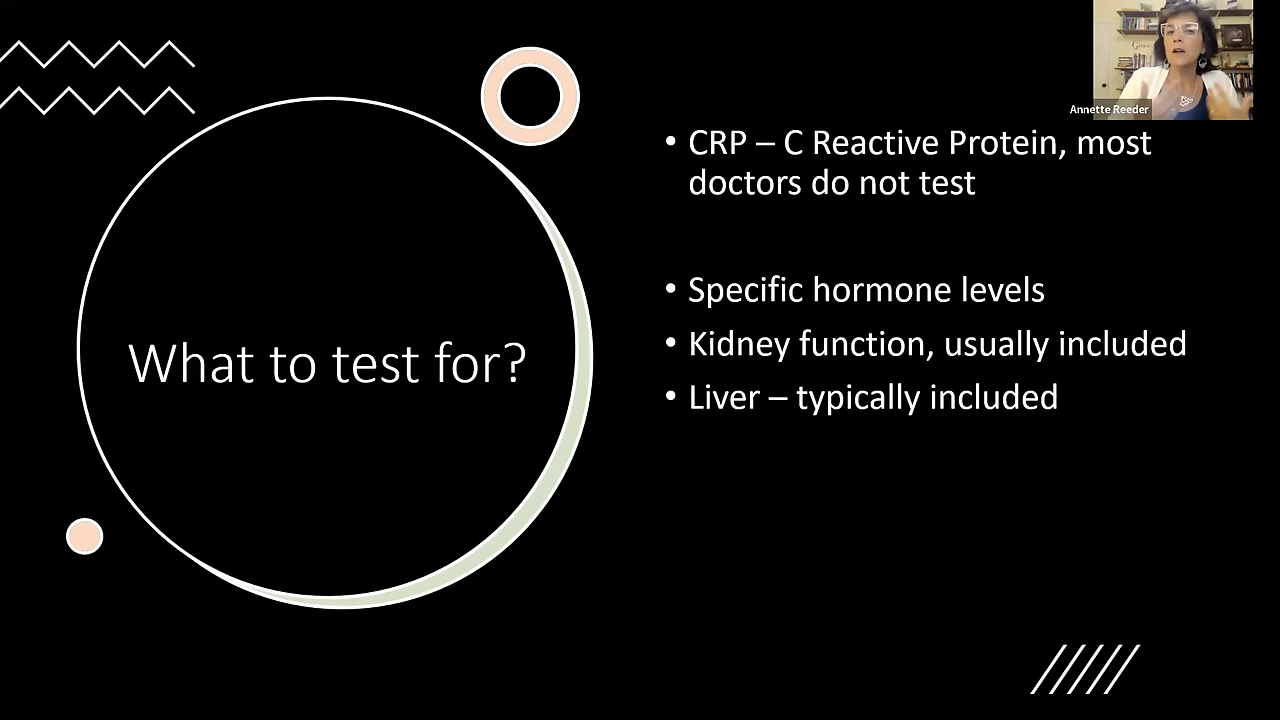 What to test for?
• CRP – C Reactive Protein, most
doctors do not test
• Specific hormone levels
• Kidney function, usually included
• Liver – typically included
Annette Reeder